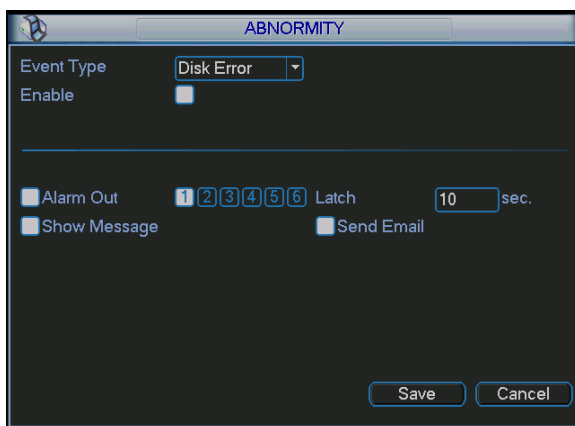 ABNORMITY
Event Type Disk Error
Enable
Alarm Out 1 2 3 4 5 6 Latch 10 sec.
Show Message Send Email
Save Cancel